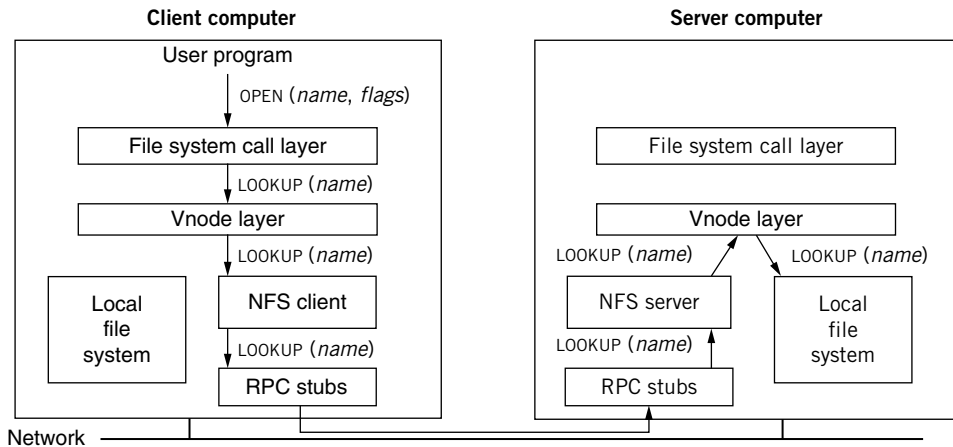 Client computer
User program
OPEN (name, flags)
File system call layer
LOOKUP (name)
Vnode layer
LOOKUP (name)
Local
file
system
NFS client
LOOKUP (name)
RPC stubs
Server computer
File system call layer
Vnode layer
LOOKUP (name)
LOOKUP (name)
NFS server
Local
file
system
LOOKUP (name)
RPC stubs
Network